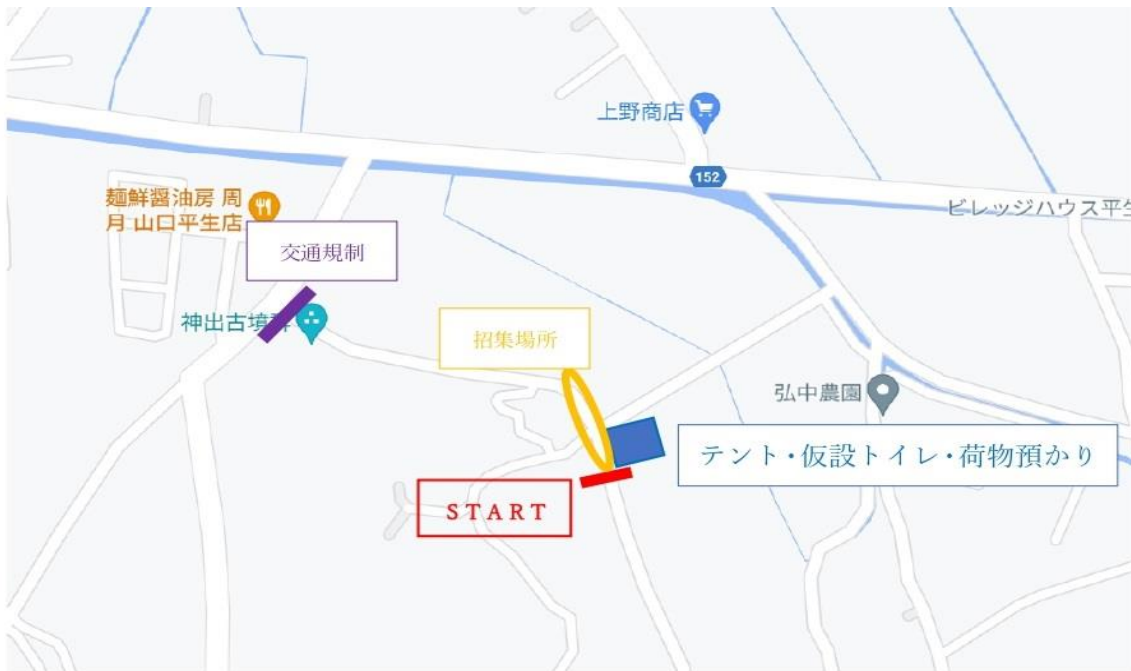 上野商店
152
麺鮮醤油房 周
月 山口平生店
ビレッジハウス平生
交通規制
神出古墳群
招集場所
弘中農園
テント・仮設トイレ・荷物預かり
START